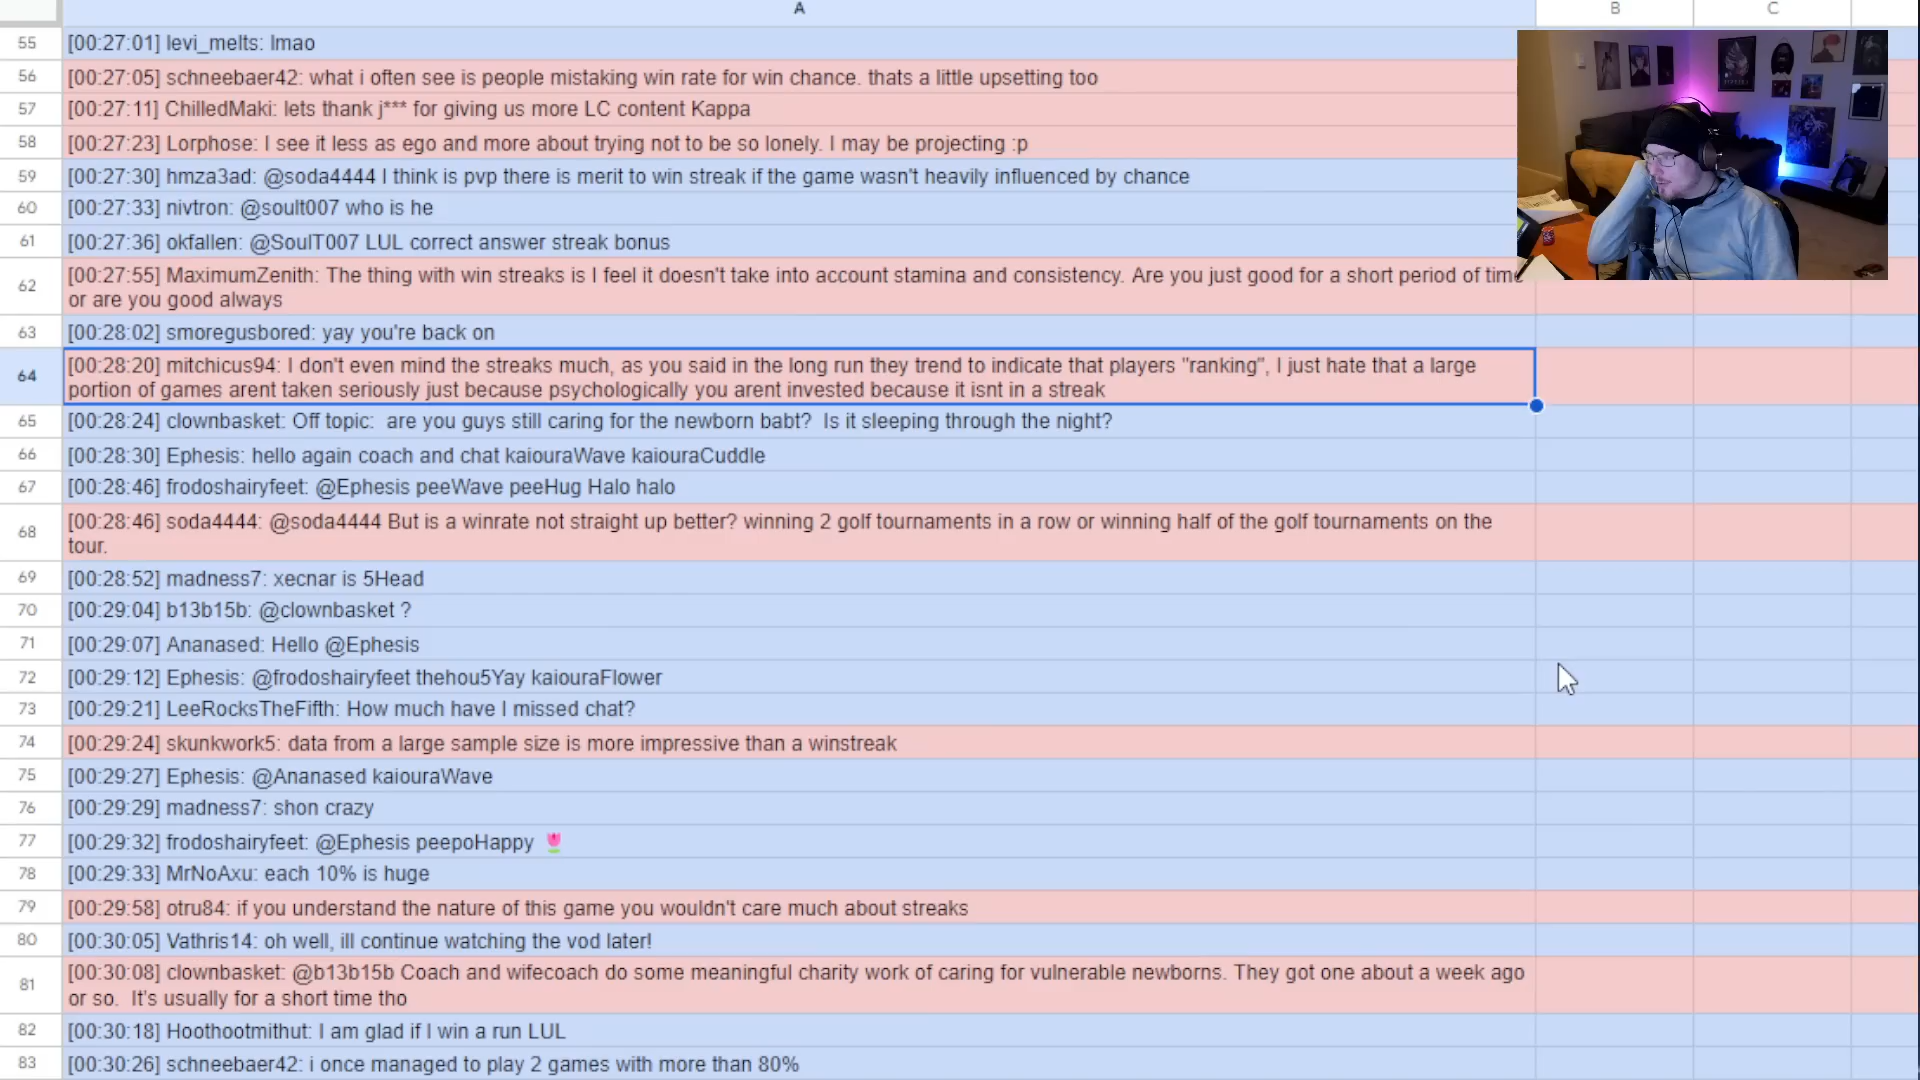 A
B
C
55
[00:27:01] levi_melts: lmao
56
[00:27:05] schneebaer42: what i often see is people mistaking win rate for win chance. thats a little upsetting too
57
[00:27:11] ChilledMaki: lets thank j*** for giving us more LC content Kappa
58
[00:27:23] Lorphose: I see it less as ego and more about trying not to be so lonely. I may be projecting :p
59
[00:27:30] hmza3ad: @soda4444 I think is pvp there is merit to win streak if the game wasn't heavily influenced by chance
60
[00:27:33] nivtron: @soult007 who is he
61
[00:27:36] okfallen: @SoulT007 LUL correct answer streak bonus
62
[00:27:55] MaximumZenith: The thing with win streaks is I feel it doesn't take into account stamina and consistency. Are you just good for a short period of time
or are you good always
63
[00:28:02] smoregusbored: yay you're back on
64
[00:28:20] mitchicus94: I don't even mind the streaks much, as you said in the long run they trend to indicate that players "ranking", I just hate that a large
portion of games arent taken seriously just because psychologically you arent invested because it isnt in a streak
65
[00:28:24] clownbasket: Off topic:  are you guys still caring for the newborn babt?  Is it sleeping through the night?
66
[00:28:30] Ephesis: hello again coach and chat kaiouraWave kaiouraCuddle
67
[00:28:46] frodoshairyfeet: @Ephesis peeWave peeHug Halo halo
68
[00:28:46] soda4444: @soda4444 But is a winrate not straight up better? winning 2 golf tournaments in a row or winning half of the golf tournaments on the
tour.
69
[00:28:52] madness7: xecnar is 5Head
70
[00:29:04] b13b15b: @clownbasket ?
71
[00:29:07] Ananased: Hello @Ephesis
72
[00:29:12] Ephesis: @frodoshairyfeet thehou5Yay kaiouraFlower
73
[00:29:21] LeeRocksTheFifth: How much have I missed chat?
74
[00:29:24] skunkwork5: data from a large sample size is more impressive than a winstreak
75
[00:29:27] Ephesis: @Ananased kaiouraWave
76
[00:29:29] madness7: shon crazy
77
[00:29:32] frodoshairyfeet: @Ephesis peepoHappy 🌷
78
[00:29:33] MrNoAxu: each 10% is huge
79
[00:29:58] otru84: if you understand the nature of this game you wouldn't care much about streaks
80
[00:30:05] Vathris14: oh well, ill continue watching the vod later!
81
[00:30:08] clownbasket: @b13b15b Coach and wifecoach do some meaningful charity work of caring for vulnerable newborns. They got one about a week ago
or so.  It's usually for a short time tho
82
[00:30:18] Hoothootmithut: I am glad if I win a run LUL
83
[00:30:26] schneebaer42: i once managed to play 2 games with more than 80%